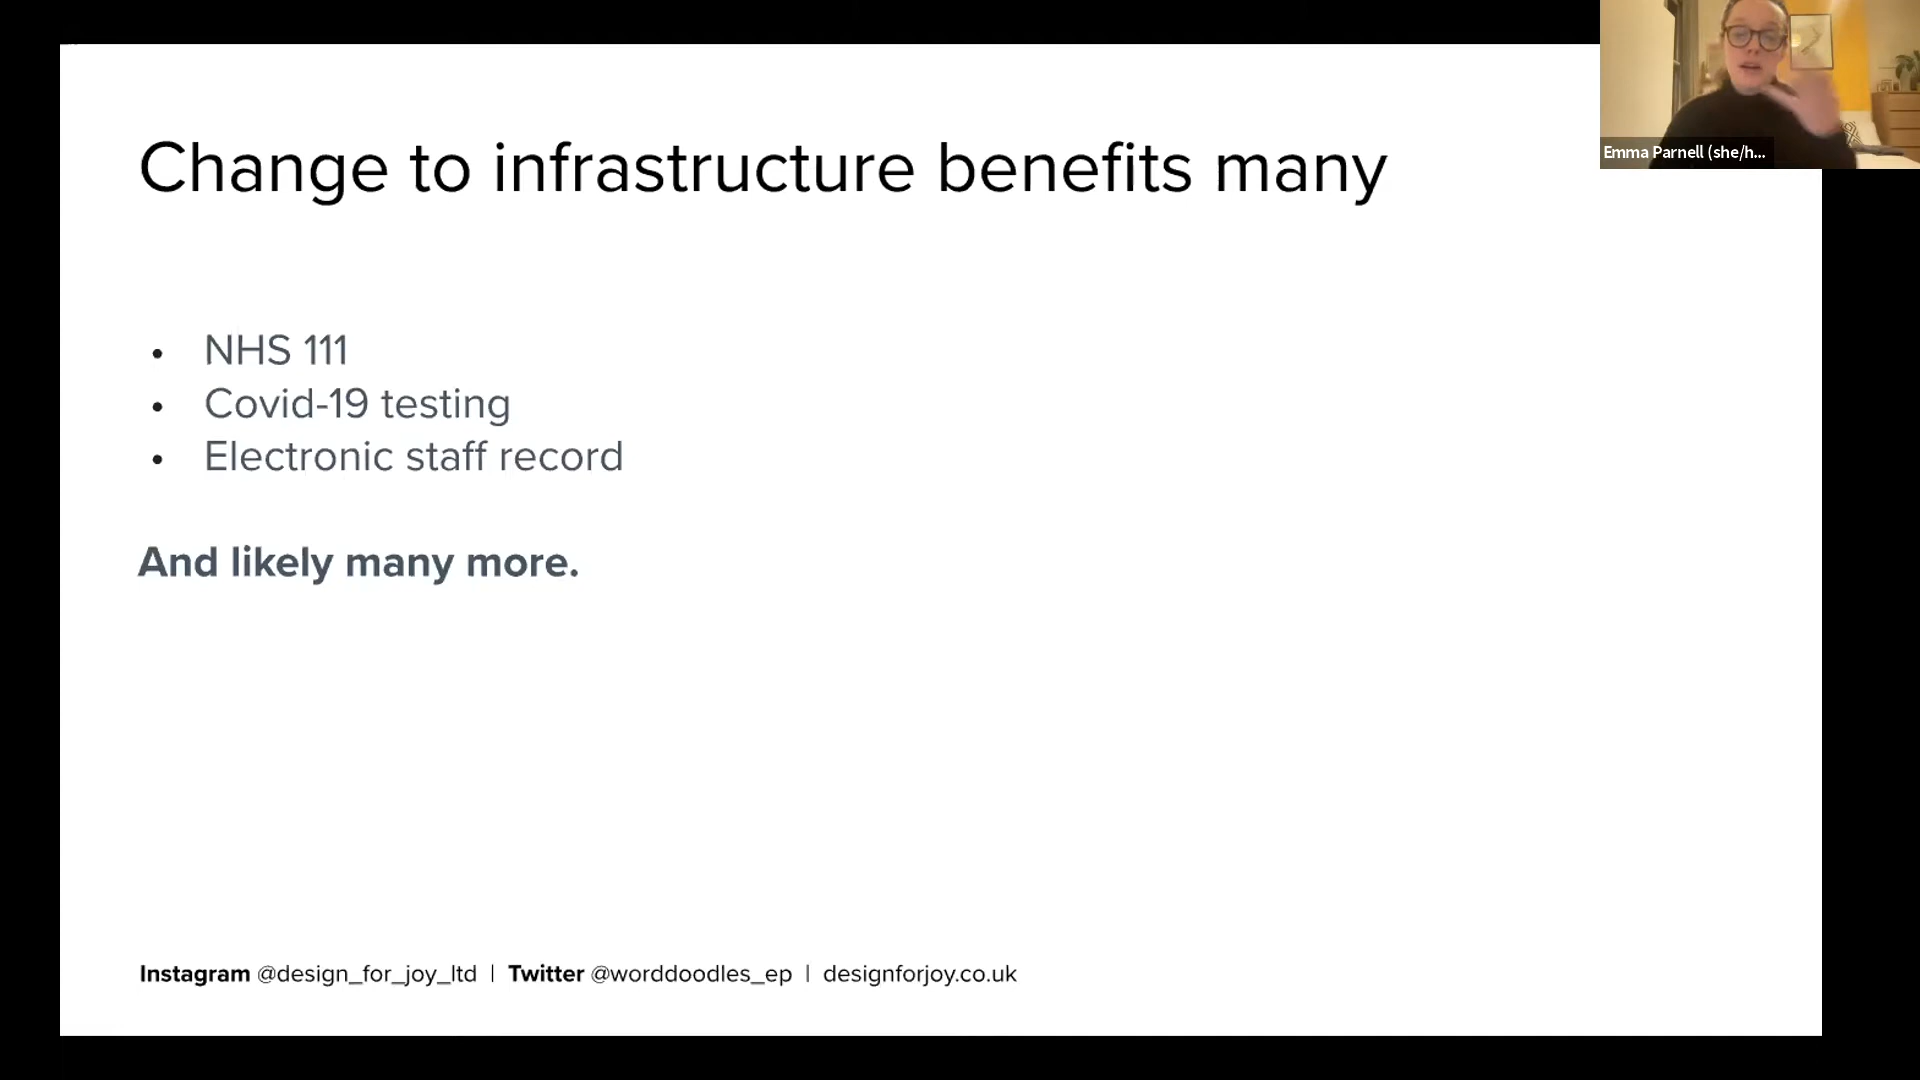 Change to infrastructure benefits many
Emma Parnell (she/h...
• NHS 111
• Covid-19 testing
• Electronic staff record
And likely many more.
Instagram @design_for_joy_ltd | Twitter @worddoodles_ep | designforjoy.co.uk